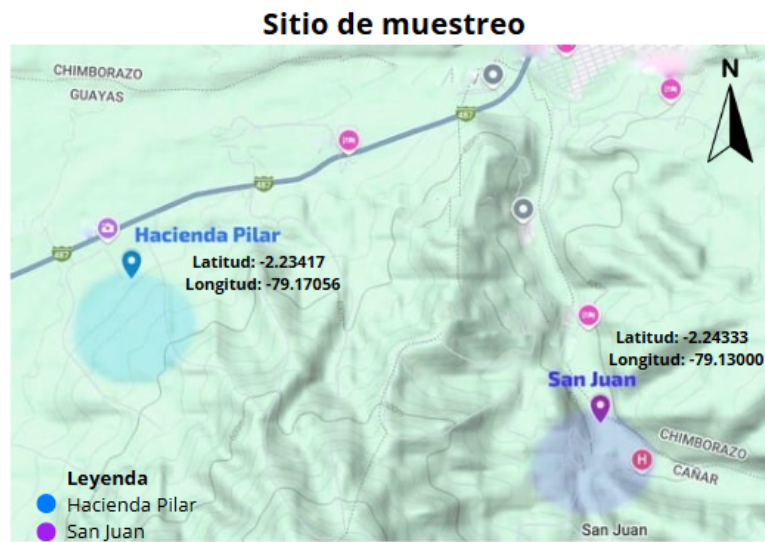 Sitio de muestreo
CHIMBORAZO
GUAYAS
N
487
487
487
Hacienda Pilar
Latitud: -2.23417
Longitud: -79.17056
Latitud: -2.24333
Longitud: -79.13000
San Juan
CHIMBORAZO
CAÑAR
H
San Juan
Leyenda
Hacienda Pilar
San Juan